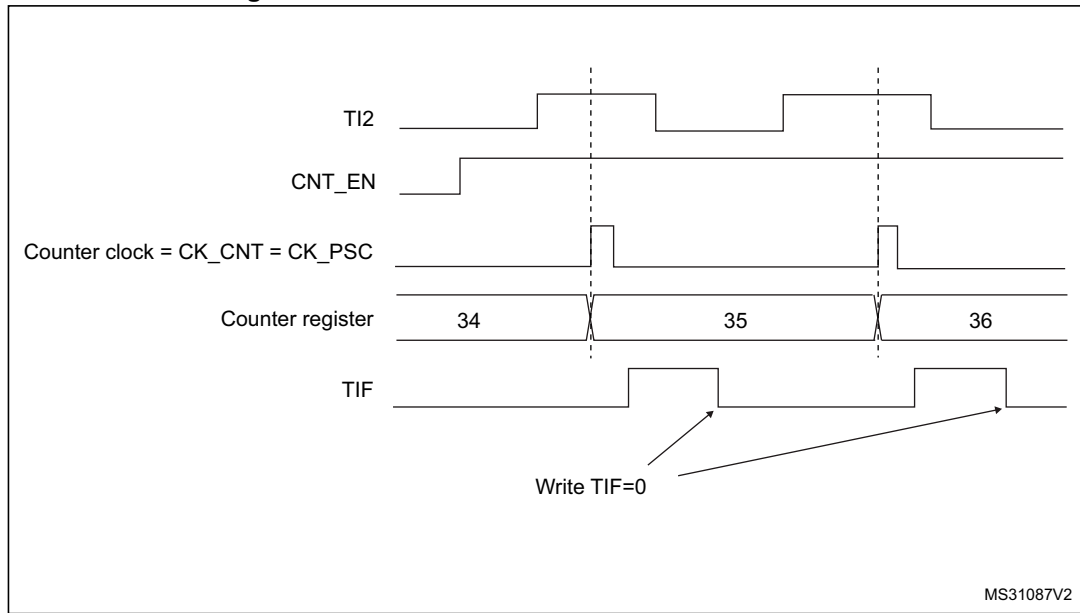 TI2
CNT_EN
Counter clock = CK_CNT = CK_PSC
Counter register 34 35 36
TIF
Write TIF=0
MS31087V2